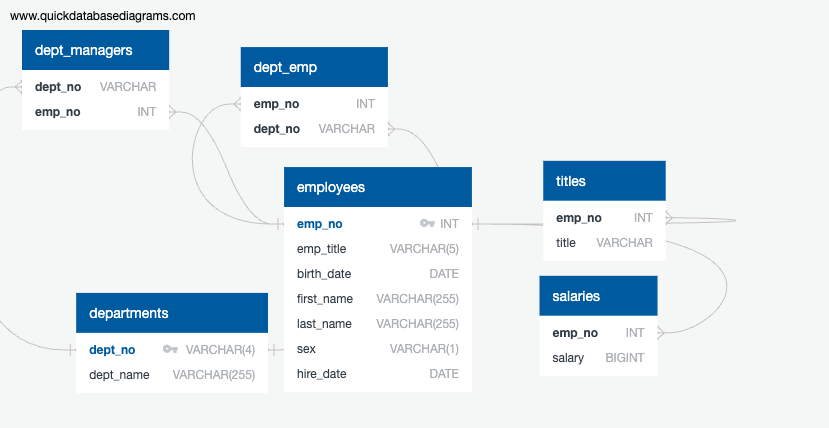 www.quickdatabasediagrams.com
dept_managers
dept_no VARCHAR
emp_no INT
dept_emp
emp_no INT
dept_no VARCHAR
employees
emp_no INT
emp_title VARCHAR(5)
birth_date DATE
first_name VARCHAR(255)
last_name VARCHAR(255)
sex VARCHAR(1)
hire_date DATE
titles
emp_no INT
title VARCHAR
salaries
emp_no INT
salary BIGINT
departments
dept_no VARCHAR(4)
dept_name VARCHAR(255)